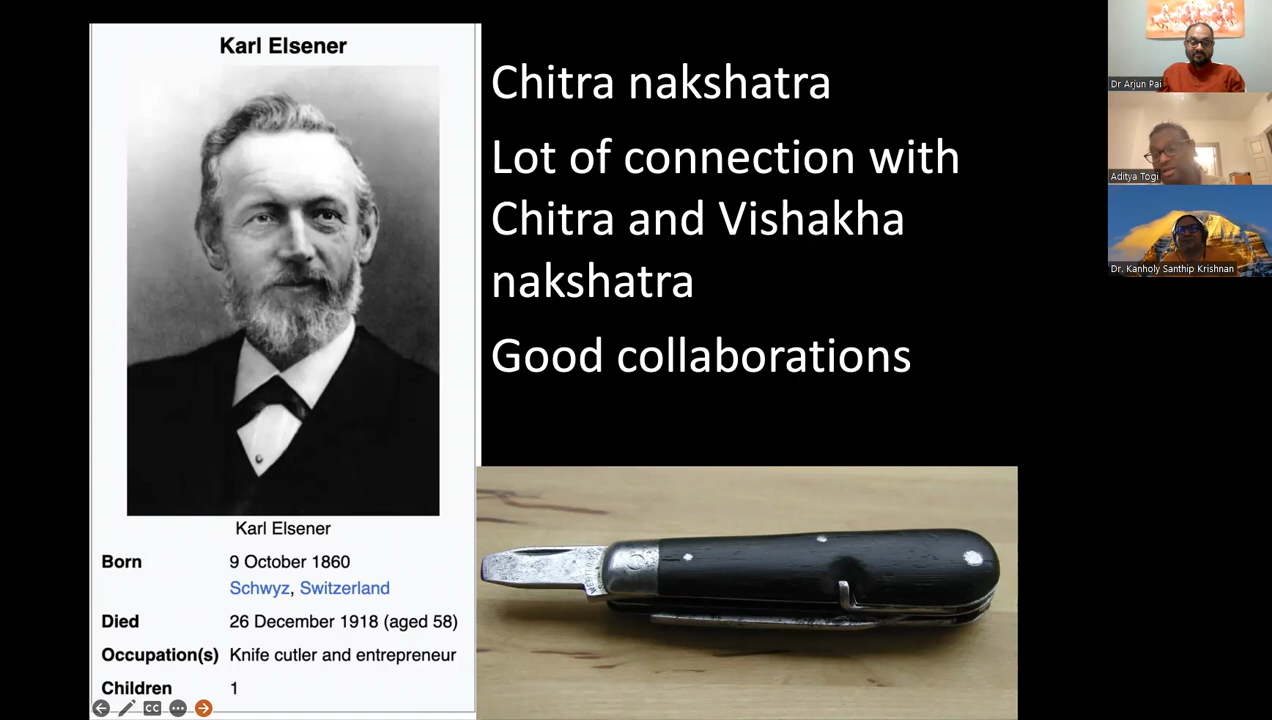 Karl Elsener
Karl Elsener
Born 9 October 1860
Schwyz, Switzerland
Died 26 December 1918 (aged 58)
Occupation(s) Knife cutler and entrepreneur
Children 1
CC
Chitra nakshatra
Lot of connection with
Chitra and Vishakha
nakshatra
Good collaborations
Dr Arjun Pai
Aditya Togi
Dr. Kanholy Santhip Krishnan